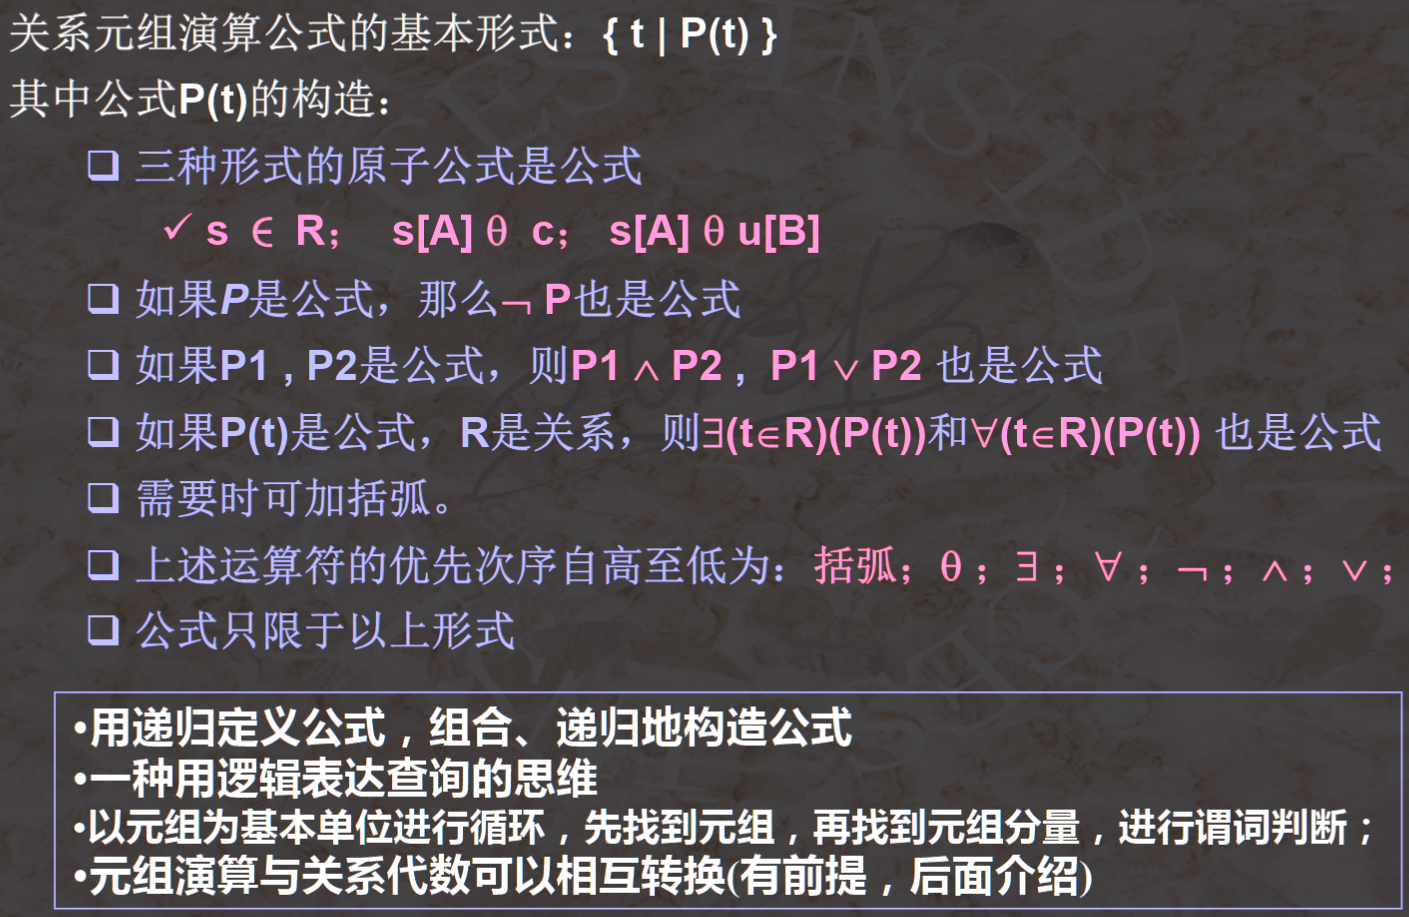 关系元组演算公式的基本形式：{ t | P(t) }
其中公式P(t)的构造：
❑ 三种形式的原子公式是公式
✓ s ∈ R； s[A] θ c； s[A] θ u[B]
❑ 如果P是公式，那么¬ P也是公式
❑ 如果P1 , P2是公式，则P1 ∧ P2 , P1 ∨ P2 也是公式
❑ 如果P(t)是公式，R是关系，则∃(t∈R)(P(t))和∀(t∈R)(P(t)) 也是公式
❑ 需要时可加括弧。
❑ 上述运算符的优先次序自高至低为：括弧；θ；∃；∀；¬；∧；∨；
❑ 公式只限于以上形式
•用递归定义公式，组合、递归地构造公式
•一种用逻辑表达查询的思维
•以元组为基本单位进行循环，先找到元组，再找到元组分量，进行谓词判断；
•元组演算与关系代数可以相互转换(有前提，后面介绍)